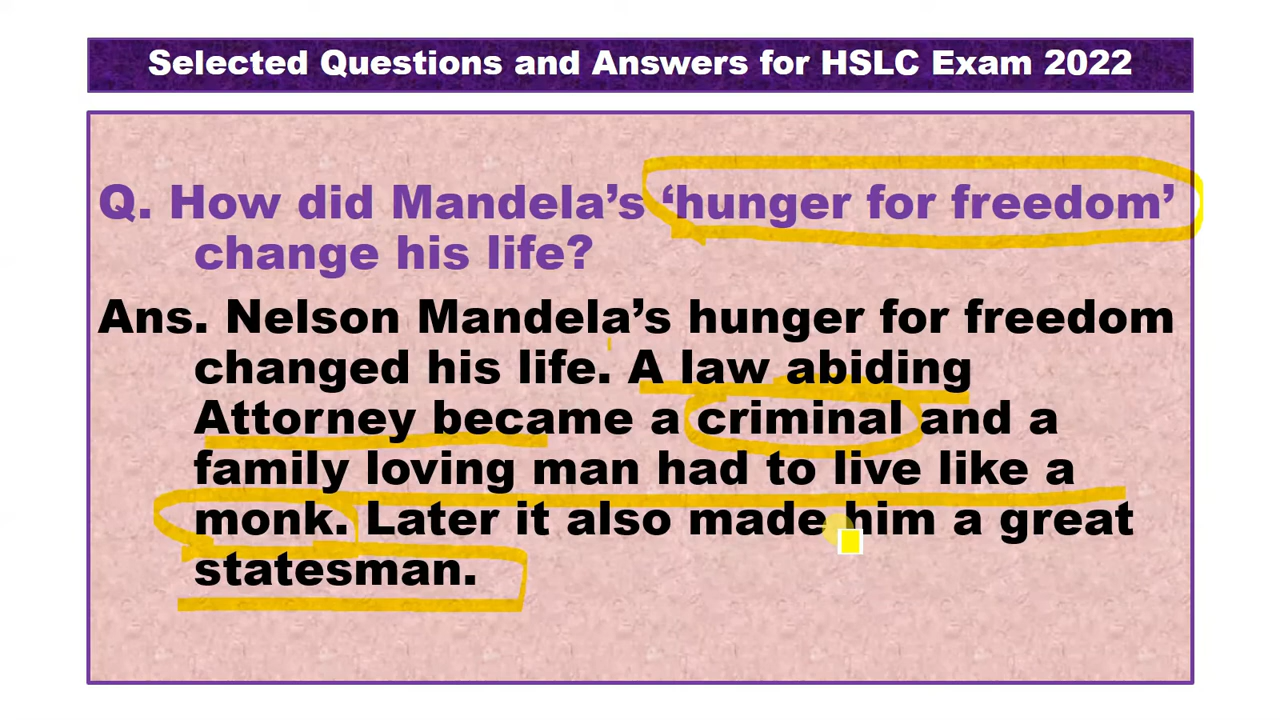 Selected Questions and Answers for HSLC Exam 2022
Q. How did Mandela’s ‘hunger for freedom’
change his life?
Ans. Nelson Mandela’s hunger for freedom
changed his life. A law abiding
Attorney became a criminal and a
family loving man had to live like a
monk. Later it also made him a great
statesman.